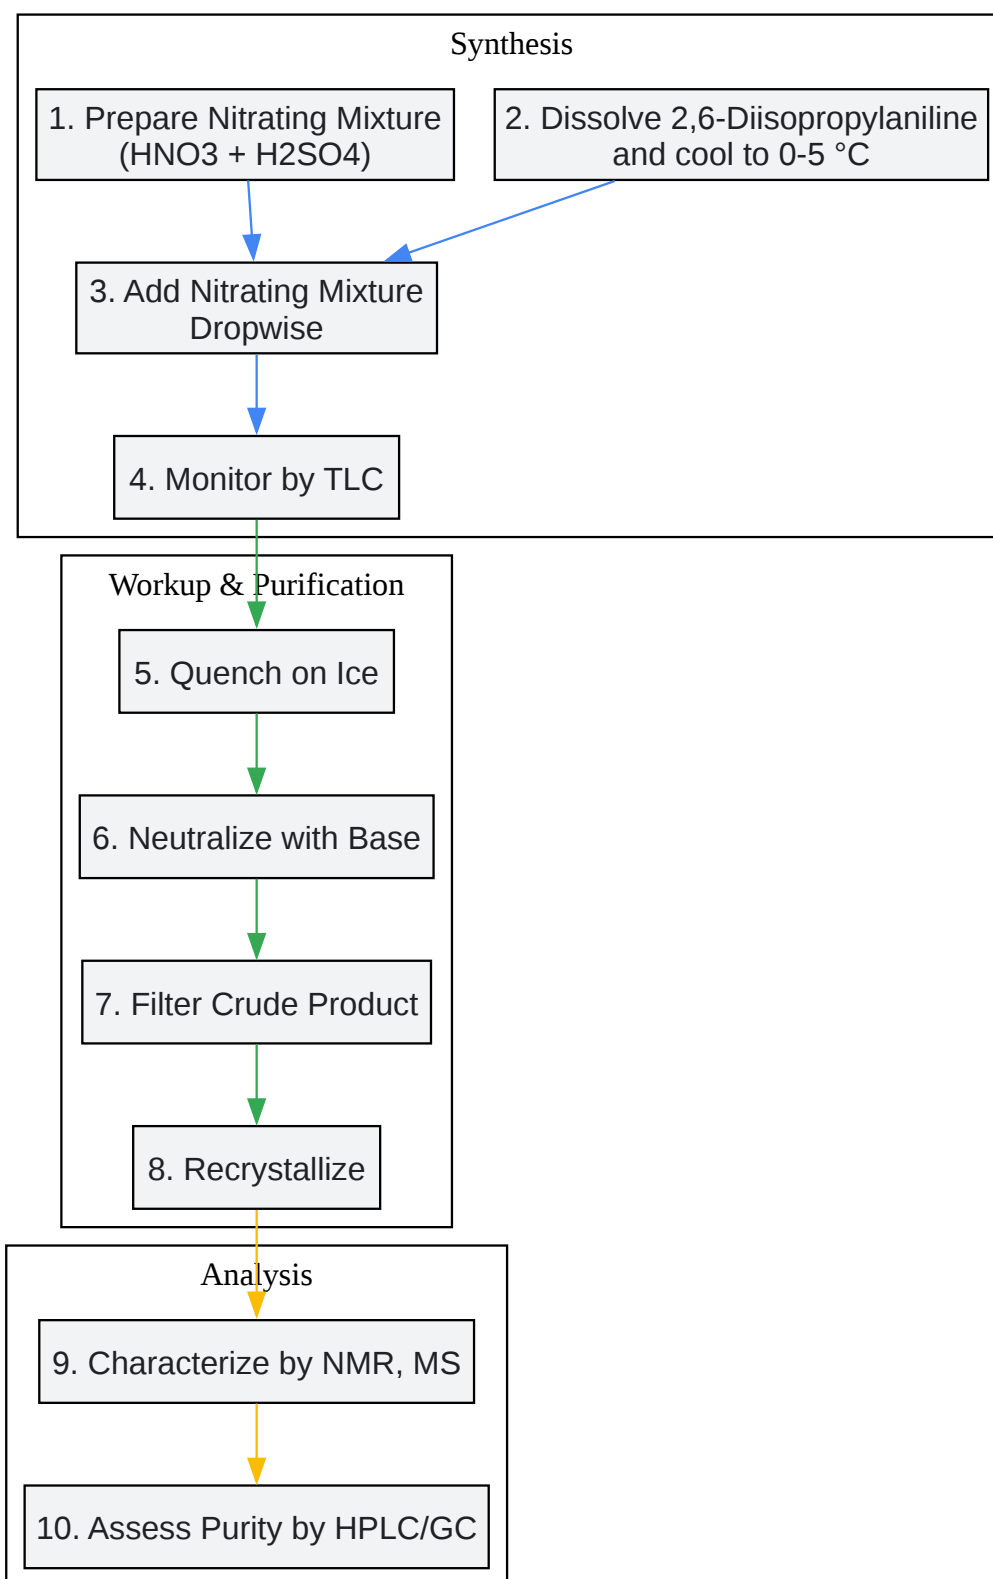 Synthesis
1. Prepare Nitrating Mixture
(HNO3 + H2SO4)
2. Dissolve 2,6-Diisopropylaniline
and cool to 0-5 °C
3. Add Nitrating Mixture
Dropwise
4. Monitor by TLC
Workup & Purification
5. Quench on Ice
6. Neutralize with Base
7. Filter Crude Product
8. Recrystallize
Analysis
9. Characterize by NMR, MS
10. Assess Purity by HPLC/GC